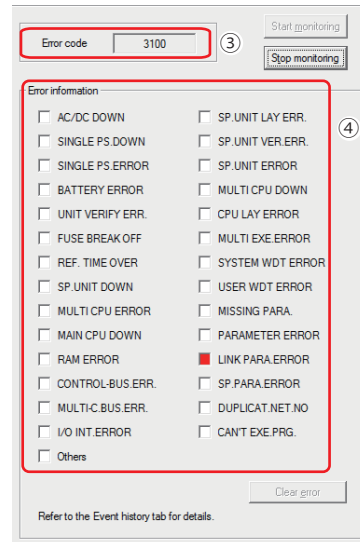 Start monitoring
Error code 3100 ③
Stop monitoring
Error information
④
AC/DC DOWN SP.UNIT LAY ERR.
SINGLE PS.DOWN SP.UNIT VER.ERR.
SINGLE PS.ERROR SP.UNIT ERROR
BATTERY ERROR MULTI CPU DOWN
UNIT VERIFY ERR. CPU LAY ERROR
FUSE BREAK OFF MULTI EXE.ERROR
REF. TIME OVER SYSTEM WDT ERROR
SP.UNIT DOWN USER WDT ERROR
MULTI CPU ERROR MISSING PARA.
MAIN CPU DOWN PARAMETER ERROR
RAM ERROR LINK PARA.ERROR
CONTROL-BUS.ERR. SP.PARA.ERROR
MULTI-C.BUS.ERR. DUPLICAT.NET.NO
I/O INT.ERROR CAN'T EXE.PRG.
Others
Clear error
Refer to the Event history tab for details.